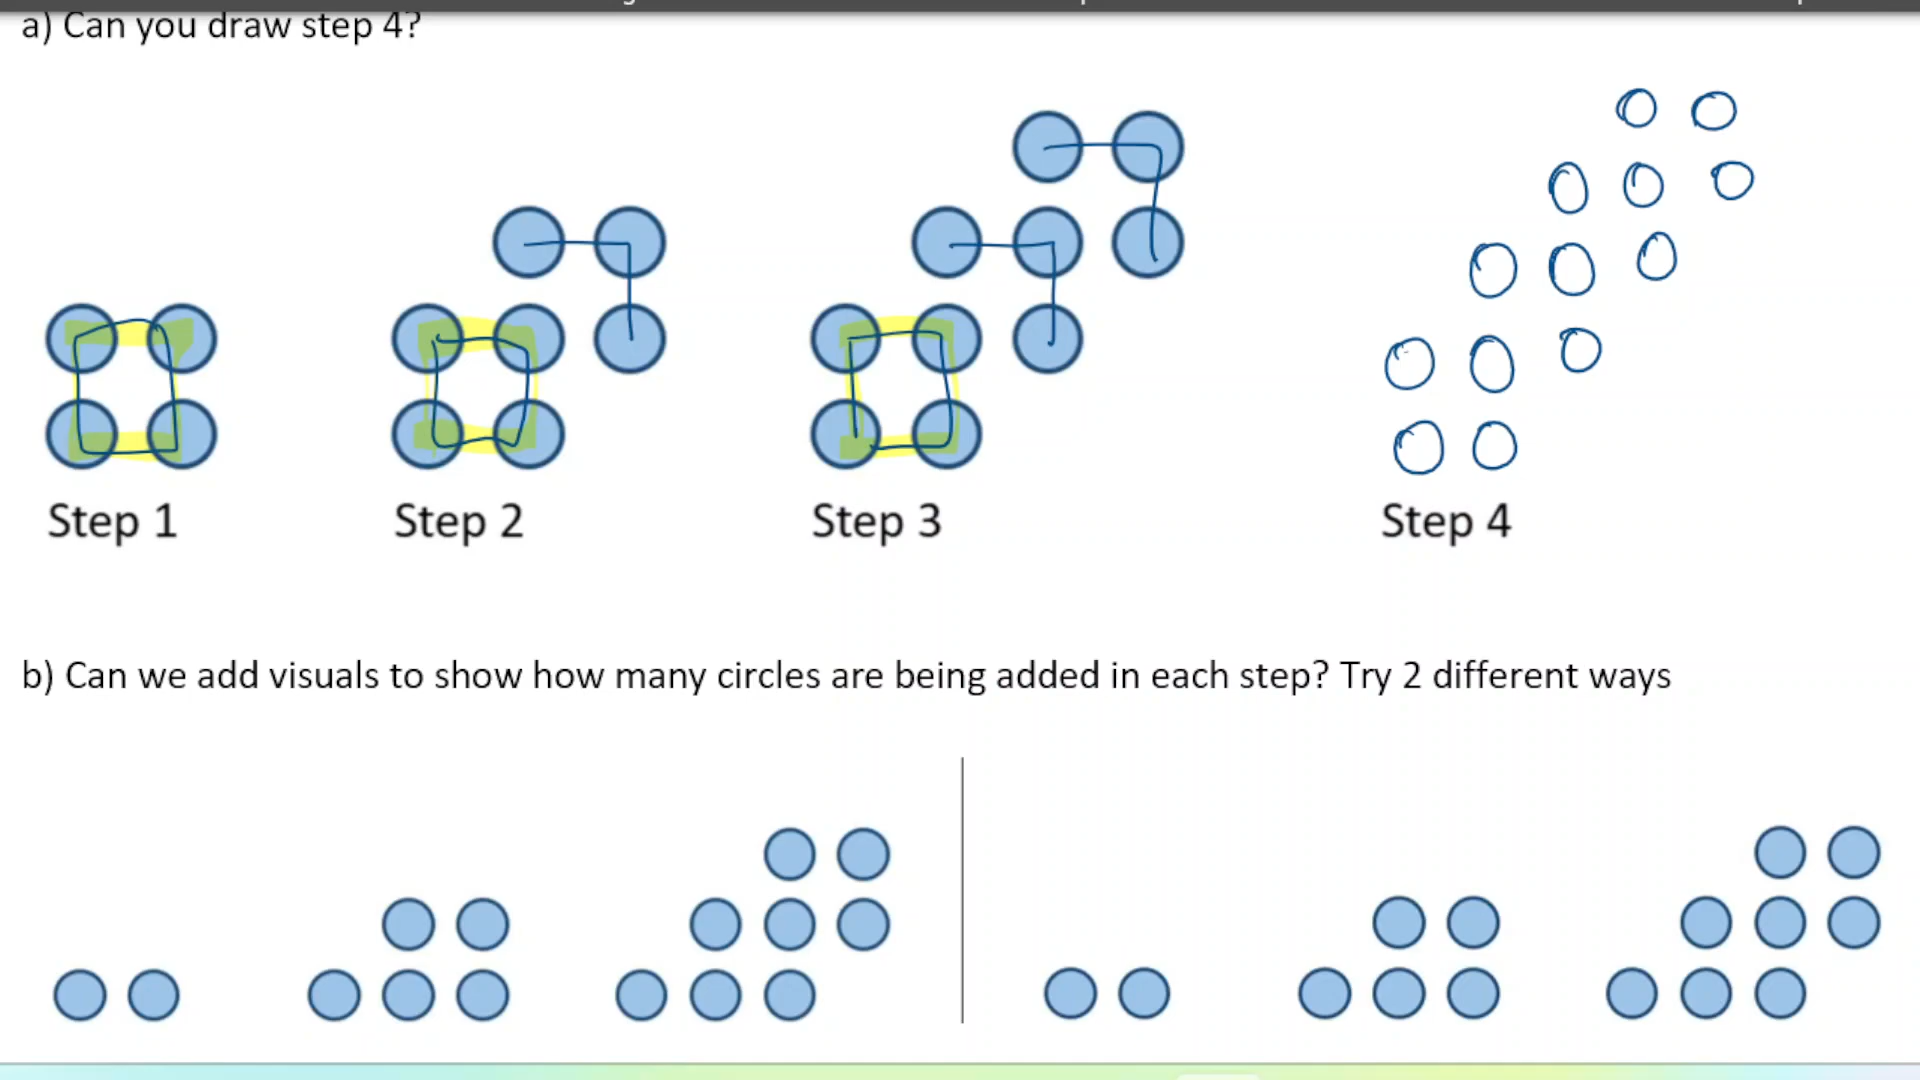 a) Can you draw step 4?
Step 1
Step 2
Step 3
Step 4
b) Can we add visuals to show how many circles are being added in each step? Try 2 different ways